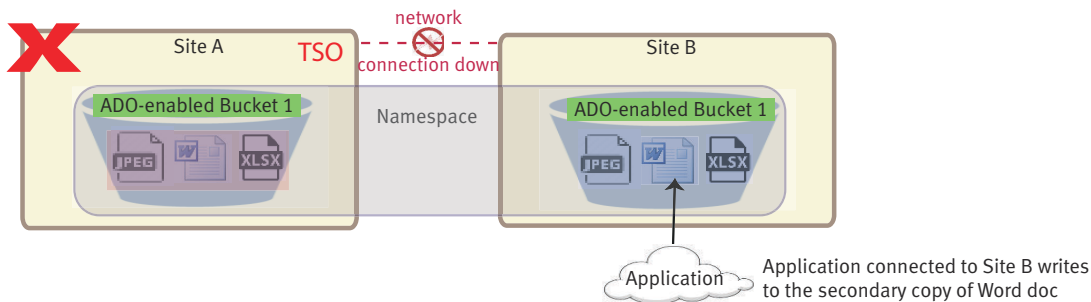 network
Site A
TSO
Site B
connection down
ADO-enabled Bucket 1
Namespace
ADO-enabled Bucket 1
JPEG
W
XLSX
JPEG
W
XLSX
Application
Application connected to Site B writes
to the secondary copy of Word doc